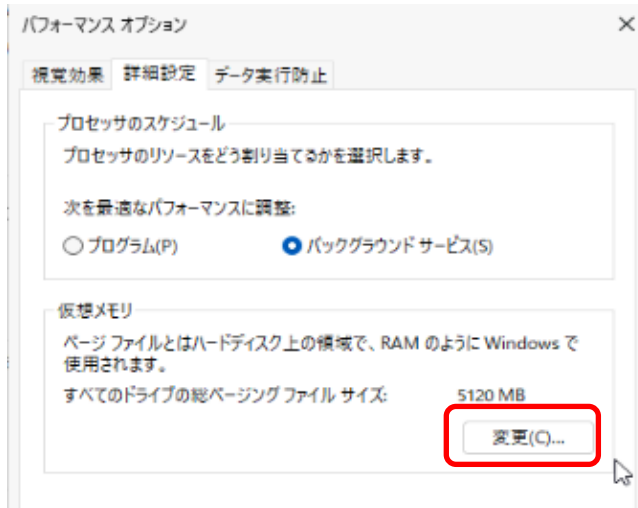 パフォーマンス オプション
視覚効果 詳細設定 データ実行防止
プロセッサのスケジュール
プロセッサのリソースをどう割り当てるかを選択します。
次を最適なパフォーマンスに調整:
プログラム(P) バックグラウンド サービス(S)
仮想メモリ
ページ ファイルとはハードディスク上の領域で、RAM のように Windows で
使用されます。
すべてのドライブの総ページング ファイル サイズ: 5120 MB
変更(C)...